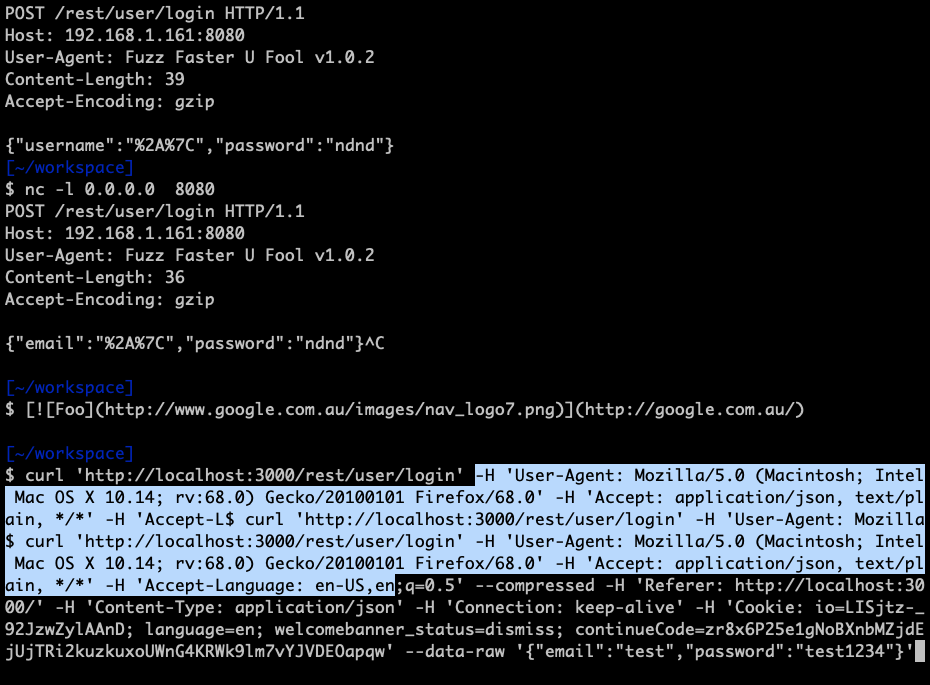 POST /rest/user/login HTTP/1.1
Host: 192.168.1.161:8080
User-Agent: Fuzz Faster U Fool v1.0.2
Content-Length: 39
Accept-Encoding: gzip
{"username":"%2A%7C","password":"ndnd"}
[~/workspace]
$ nc -l 0.0.0.0  8080
POST /rest/user/login HTTP/1.1
Host: 192.168.1.161:8080
User-Agent: Fuzz Faster U Fool v1.0.2
Content-Length: 36
Accept-Encoding: gzip
{"email":"%2A%7C","password":"ndnd"}^C
[~/workspace]
$ [![Foo](http://www.google.com.au/images/nav_logo7.png)](http://google.com.au/)
[~/workspace]
$ curl 'http://localhost:3000/rest/user/login' -H 'User-Agent: Mozilla/5.0 (Macintosh; Intel
 Mac OS X 10.14; rv:68.0) Gecko/20100101 Firefox/68.0' -H 'Accept: application/json, text/pl
ain, */*' -H 'Accept-L$ curl 'http://localhost:3000/rest/user/login' -H 'User-Agent: Mozilla
$ curl 'http://localhost:3000/rest/user/login' -H 'User-Agent: Mozilla/5.0 (Macintosh; Intel
 Mac OS X 10.14; rv:68.0) Gecko/20100101 Firefox/68.0' -H 'Accept: application/json, text/pl
ain, */*' -H 'Accept-Language: en-US,en;q=0.5' --compressed -H 'Referer: http://localhost:30
00/' -H 'Content-Type: application/json' -H 'Connection: keep-alive' -H 'Cookie: io=LISjtz-_
92JzwZylAAnD; language=en; welcomebanner_status=dismiss; continueCode=zr8x6P25e1gNoBXnbMZjdE
jUjTRi2kuzkuxoUWnG4KRWk9lm7vYJVDEOapqw' --data-raw '{"email":"test","password":"test1234"}'